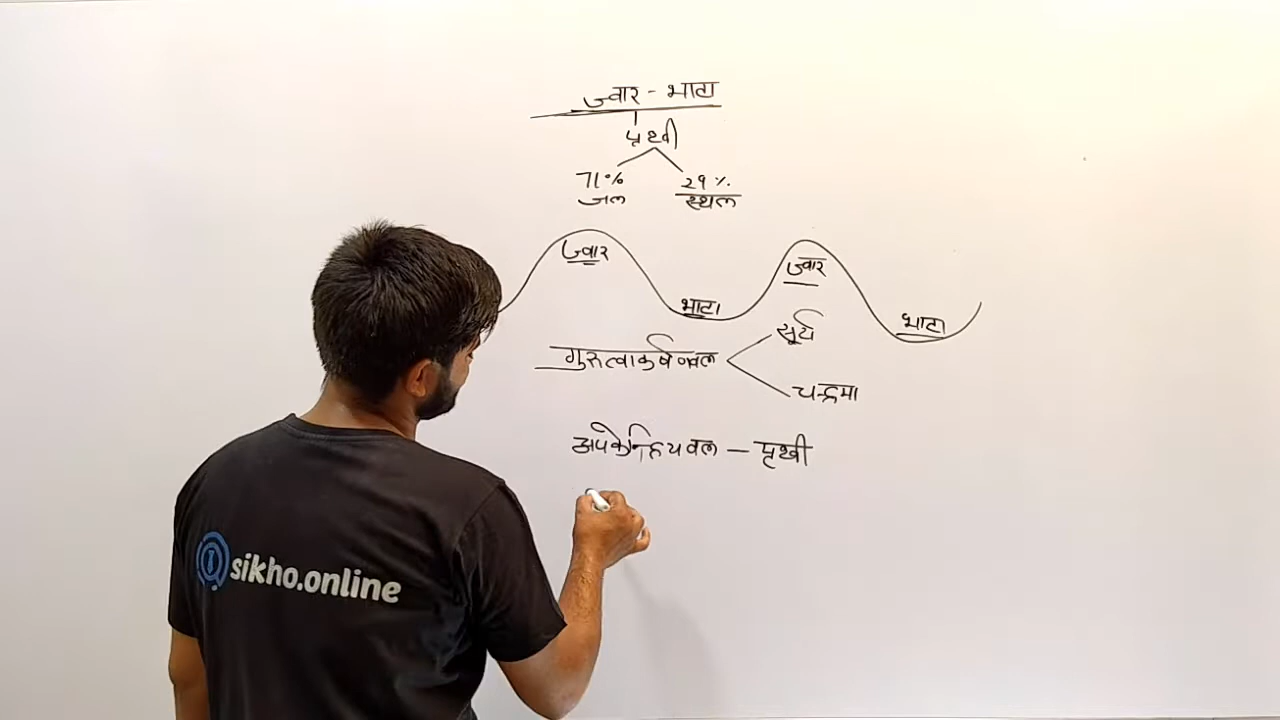 ज्वार - भाटा
पृथ्वी
71% 29%
जल स्थल
ज्वार ज्वार
भाटा भाटा
सूर्य
गुरुत्वाकर्षण बल
चन्द्रमा
अपकेन्द्रिय बल - पृथ्वी
sikho.online